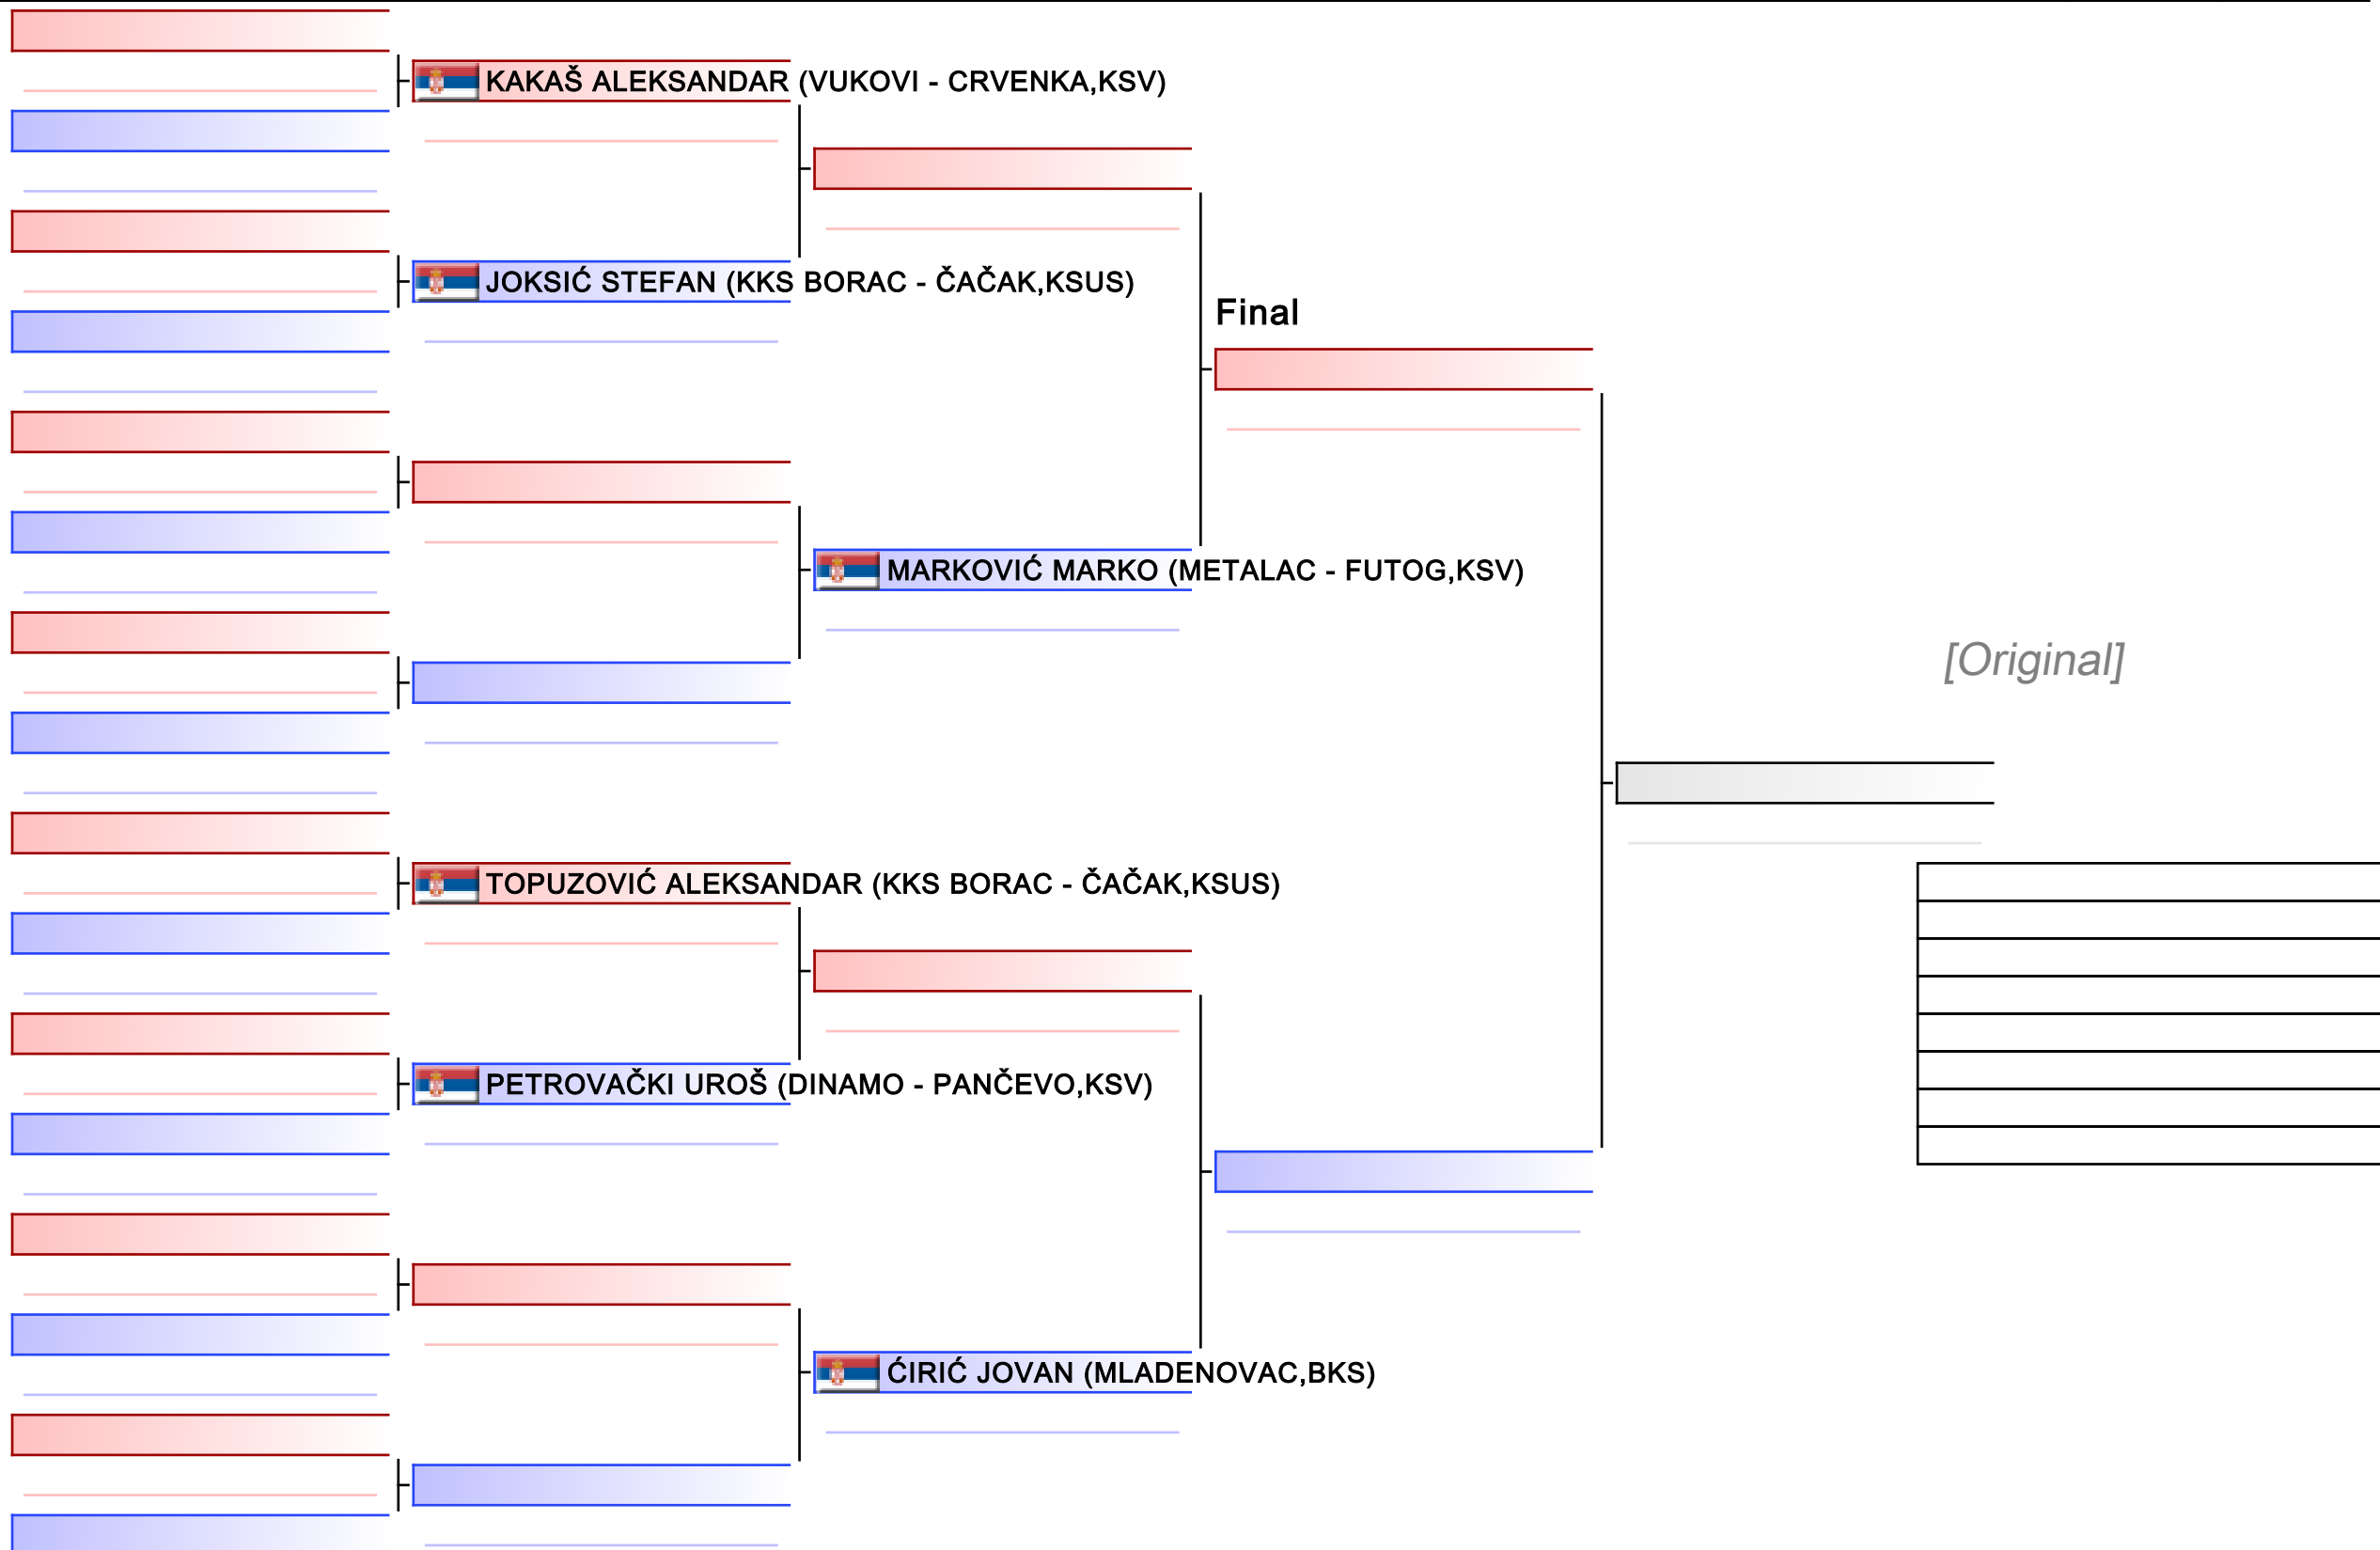 KAKAŠ ALEKSANDAR (VUKOVI - CRVENKA,KSV)
JOKSIĆ STEFAN (KKS BORAC - ČAČAK,KSUS)
Final
MARKOVIĆ MARKO (METALAC - FUTOG,KSV)
[Original]
TOPUZOVIĆ ALEKSANDAR (KKS BORAC - ČAČAK,KSUS)
PETROVAČKI UROŠ (DINAMO - PANČEVO,KSV)
ĆIRIĆ JOVAN (MLADENOVAC,BKS)